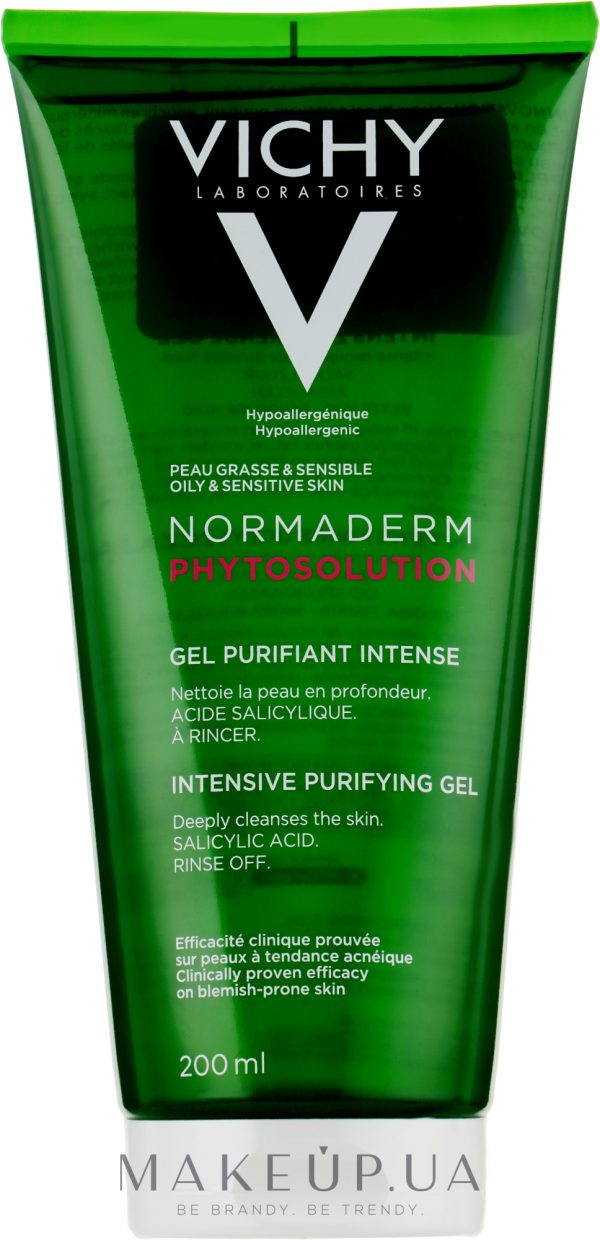 VICHY
LABORATOIRES
V
Hypoallergénique
Hypoallergenic
PEAU GRASSE & SENSIBLE
OILY & SENSITIVE SKIN
NORMADERM
PHYTOSOLUTION
GEL PURIFIANT INTENSE
Nettoie la peau en profondeur.
ACIDE SALICYLIQUE.
À RINCER.
INTENSIVE PURIFYING GEL
Deeply cleanses the skin.
SALICYLIC ACID.
RINSE OFF.
Efficacité clinique prouvée
sur peaux à tendance acnéique
Clinically proven efficacy
on blemish-prone skin
200 ml
MAKEUP.UA
BE BRANDY. BE TRENDY.